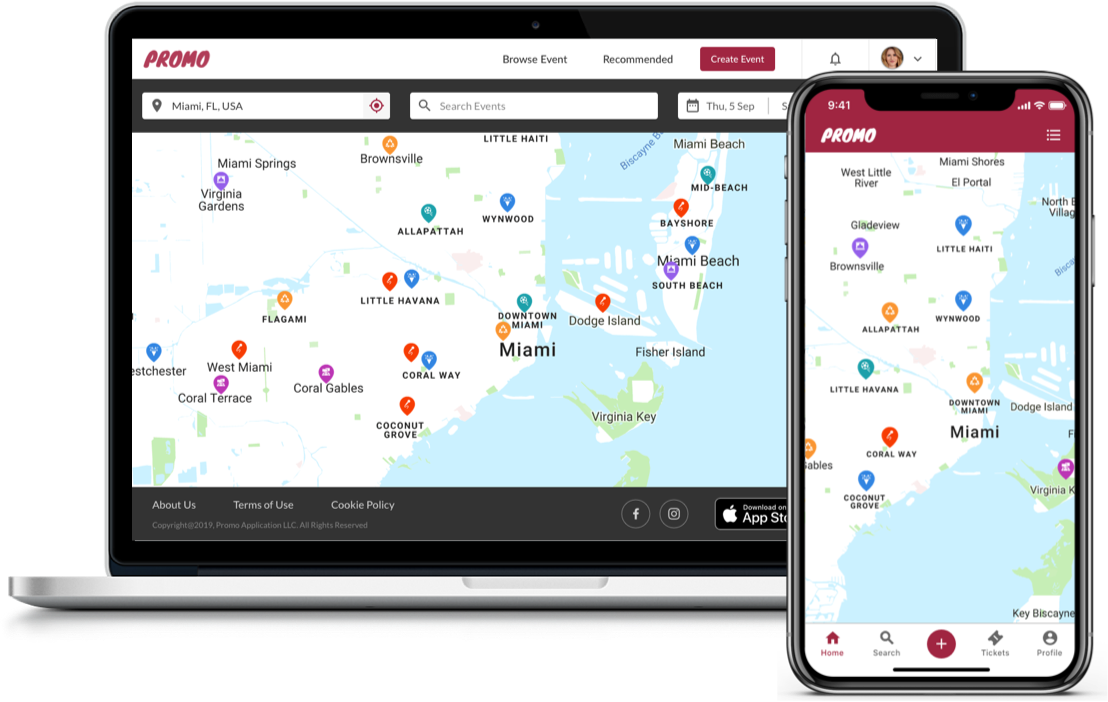 PROMO
Browse Event
Recommended
Create Event
Miami, FL, USA
Search Events
Thu, 5 Sep
LITTLE HAITI
Biscayne
Miami Beach
Brownsville
Miami Springs
Virginia
Gardens
MID-BEACH
WYNWOOD
BAYSHORE
ALLAPATTAH
Miami Beach
SOUTH BEACH
LITTLE HAVANA
FLAGAMI
DOWNTOWN
MIAMI
Dodge Island
Miami
Fisher Island
estchester
West Miami
CORAL WAY
Coral Terrace
Coral Gables
COCONUT
GROVE
Virginia Key
About Us
Terms of Use
Cookie Policy
Copyright@2019, Promo Application LLC. All Rights Reserved
f
Download on
App Sto
9:41
PROMO
Miami Shores
West Little
River
El Portal
North B
Villag
Gladeview
LITTLE HAITI
Brownsville
Bisca
WYNWOOD
ALLAPATTAH
LITTLE HAVANA
DOWNTOWN
MIAMI
Dodge Island
Miami
F
CORAL WAY
ables
Virginia K
COCONUT
GROVE
Key Biscayne
Home
Search
Tickets
Profile